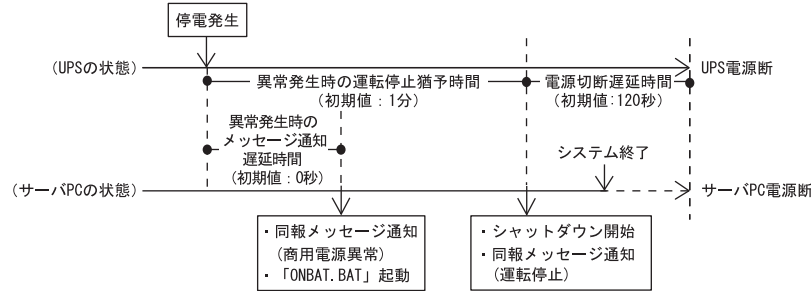 停電発生
(UPSの状態)
UPS電源断
異常発生時の運転停止猶予時間
(初期値：1分)
電源切断遅延時間
(初期値:120秒)
異常発生時の
メッセージ通知
遅延時間
(初期値：0秒)
システム終了
(サーバPCの状態)
サーバPC電源断
・同報メッセージ通知
(商用電源異常)
・「ONBAT.BAT」起動
・シャットダウン開始
・同報メッセージ通知
(運転停止)